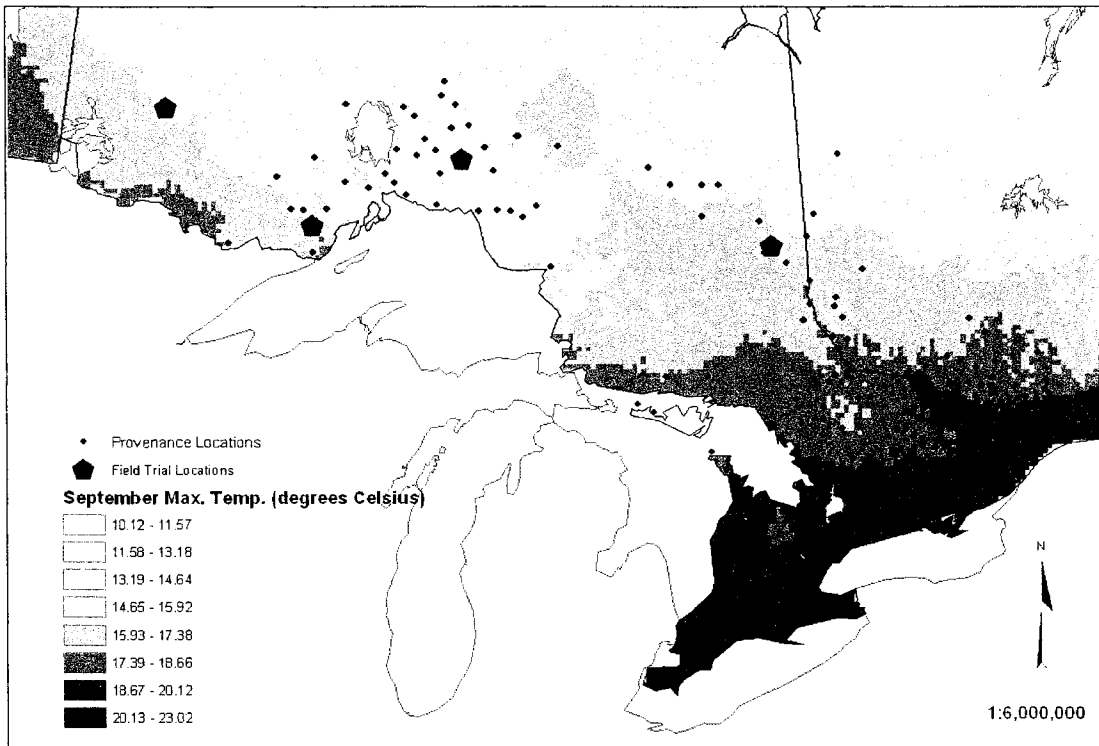 Provenance Locations
Field Trial Locations
September Max. Temp. (degrees Celsius)
10.12 - 11.57
11.58 - 13.18
13.19 - 14.64
14.65 - 15.92
15.93 - 17.38
17.39 - 18.66
18.67 - 20.12
20.13 - 23.02
N
1:6,000,000